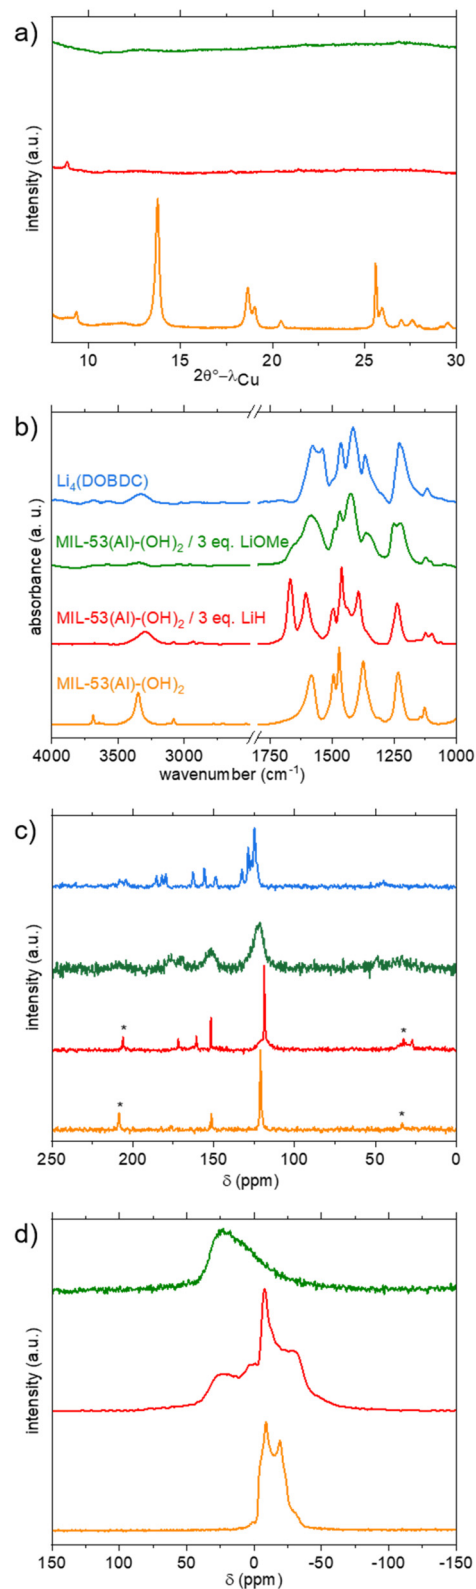 a)
intensity (a.u.)
10 15 20 25 30
2θ°−λCu
b)
Li4(DOBDC)
MIL-53(Al)-(OH)2 / 3 eq. LiOMe
MIL-53(Al)-(OH)2 / 3 eq. LiH
MIL-53(Al)-(OH)2
absorbance (a. u.)
4000 3500 3000 1750 1500 1250 1000
wavenumber (cm-1)
c)
intensity (a.u.)
* *
* *
250 200 150 100 50 0
δ (ppm)
d)
intensity (a.u.)
150 100 50 0 -50 -100 -150
δ (ppm)